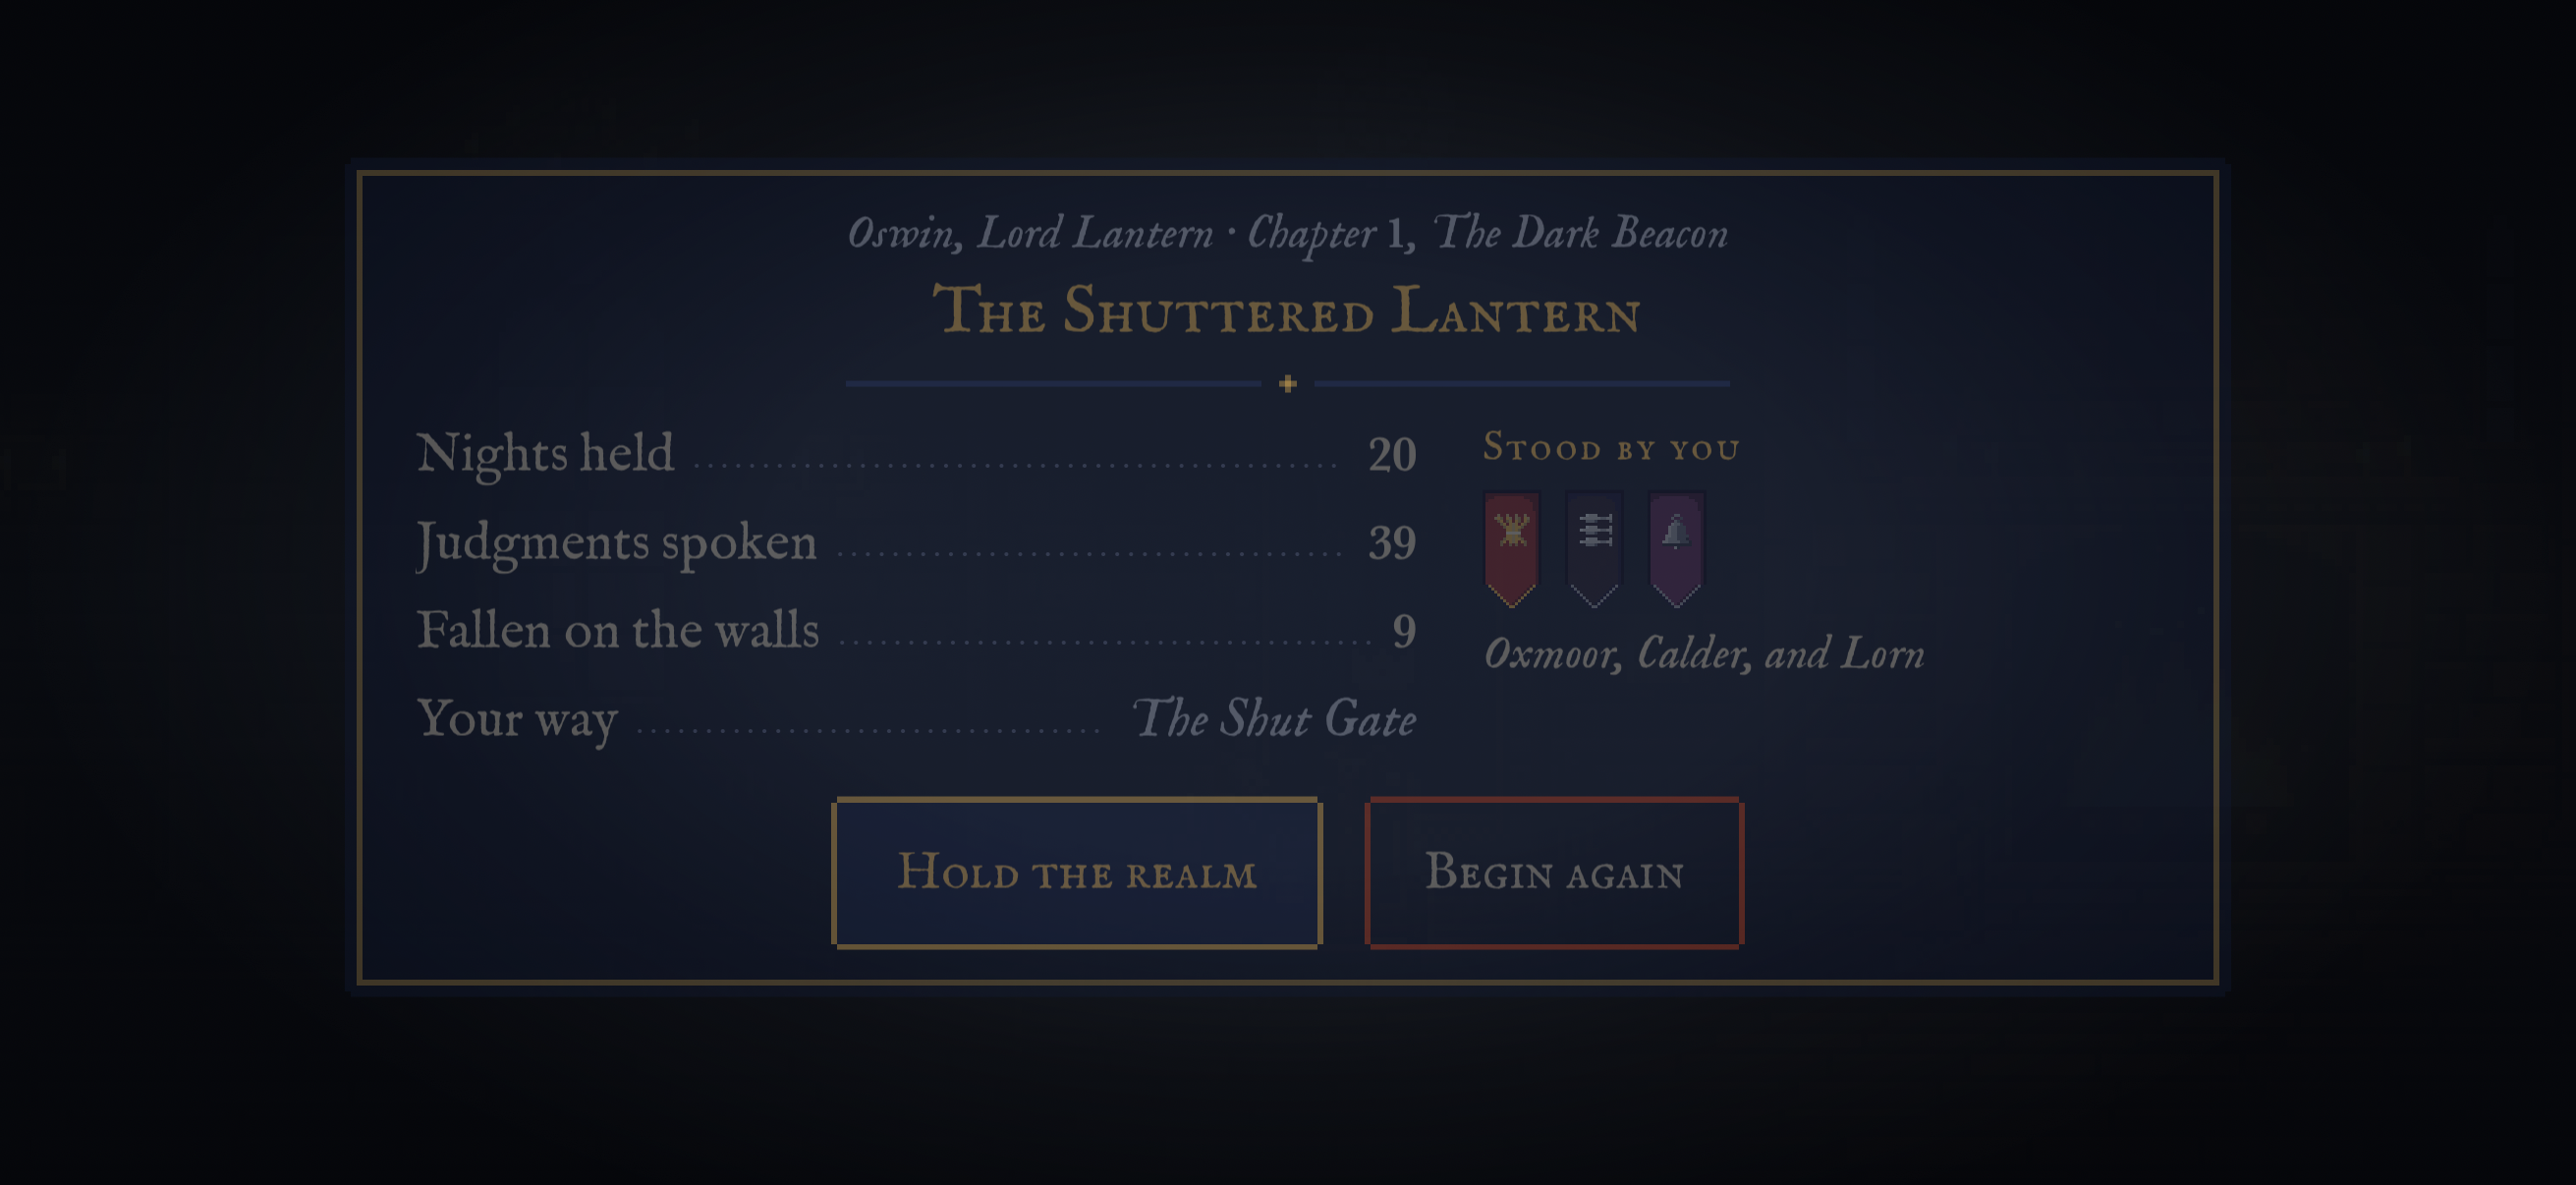 Oswin, Lord Lantern · Chapter 1, The Dark Beacon
The Shuttered Lantern
Nights held 20
Judgments spoken 39
Fallen on the walls 9
Your way The Shut Gate
Stood by you
Oxmoor, Calder, and Lorn
Hold the realm
Begin again